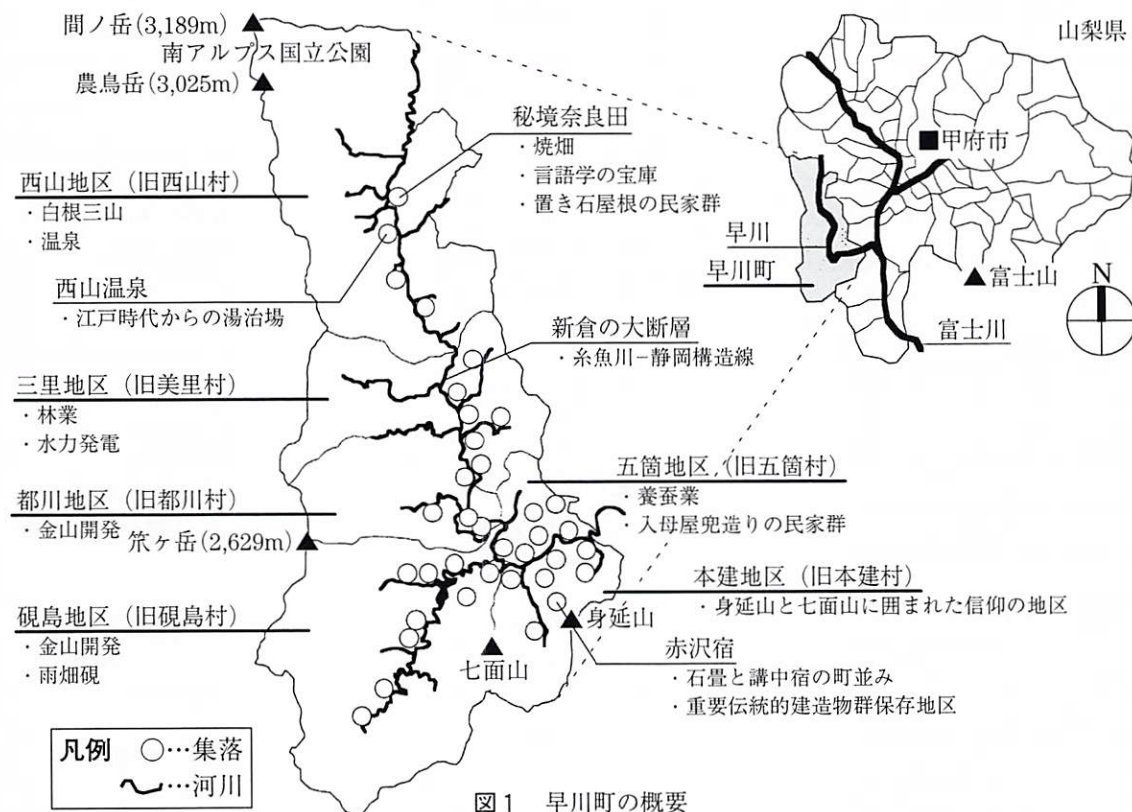 間ノ岳(3,189m)
南アルプス国立公園
農鳥岳(3,025m)
秘境奈良田
・焼畑
・言語学の宝庫
・置き石屋根の民家群
西山地区(旧西山村)
・白根三山
・温泉
西山温泉
・江戸時代からの湯治場
新倉の大断層
・糸魚川−静岡構造線
三里地区(旧美里村)
・林業
・水力発電
五箇地区(旧五箇村)
・養蚕業
・入母屋兜造りの民家群
都川地区(旧都川村)
・金山開発
笊ヶ岳(2,629m)
本建地区(旧本建村)
・身延山と七面山に囲まれた信仰の地区
硯島地区(旧硯島村)
・金山開発
・雨畑硯
身延山
七面山
赤沢宿
・石畳と講中宿の町並み
・重要伝統的建造物群保存地区
山梨県
甲府市
早川
早川町
富士山
富士川
N
凡例 ○…集落
…河川
図1 早川町の概要